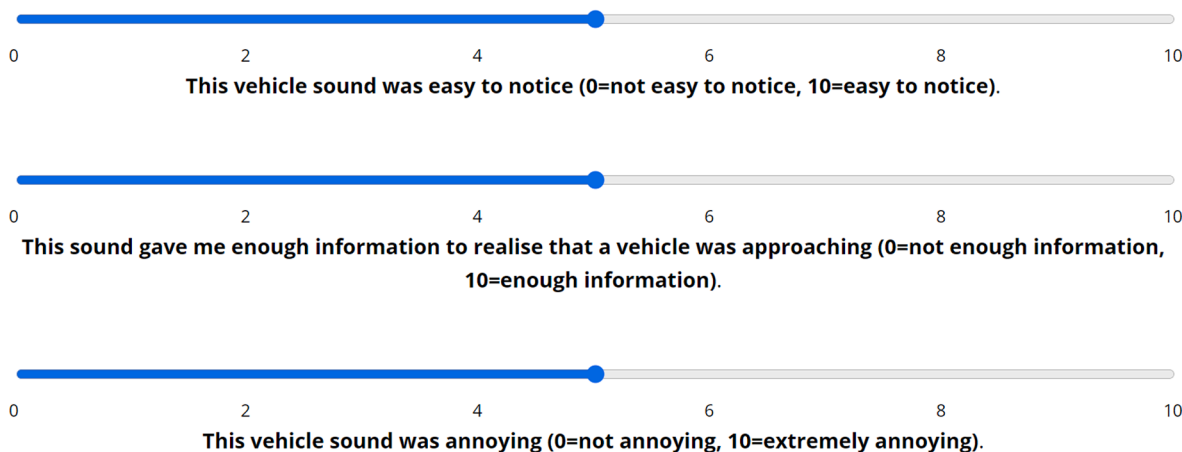 0 2 4 6 8 10
This vehicle sound was easy to notice (0=not easy to notice, 10=easy to notice).
0 2 4 6 8 10
This sound gave me enough information to realise that a vehicle was approaching (0=not enough information,
10=enough information).
0 2 4 6 8 10
This vehicle sound was annoying (0=not annoying, 10=extremely annoying).